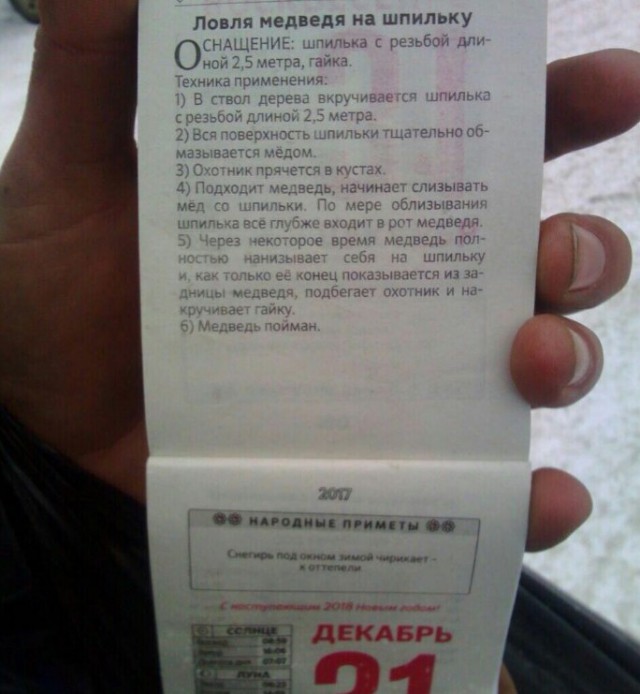 Ловля медведя на шпильку
ОСНАЩЕНИЕ: шпилька с резьбой дли-
ной 2,5 метра, гайка.
Техника применения:
1) В ствол дерева вкручивается шпилька
с резьбой длиной 2,5 метра.
2) Вся поверхность шпильки тщательно об-
мазывается мёдом.
3) Охотник прячется в кустах.
4) Подходит медведь, начинает слизывать
мёд со шпильки. По мере облизывания
шпилька всё глубже входит в рот медведя.
5) Через некоторое время медведь пол-
ностью нанизывает себя на шпильку
и, как только её конец показывается из за-
дницы медведя, подбегает охотник и на-
кручивает гайку.
6) Медведь пойман.
2017
НАРОДНЫЕ ПРИМЕТЫ
Снегирь под окном зимой чирикает -
к оттепели
С наступающим 2018 Новым годом!
СОЛНЦЕ
ДЕКАБРЬ
ЛУНА
21